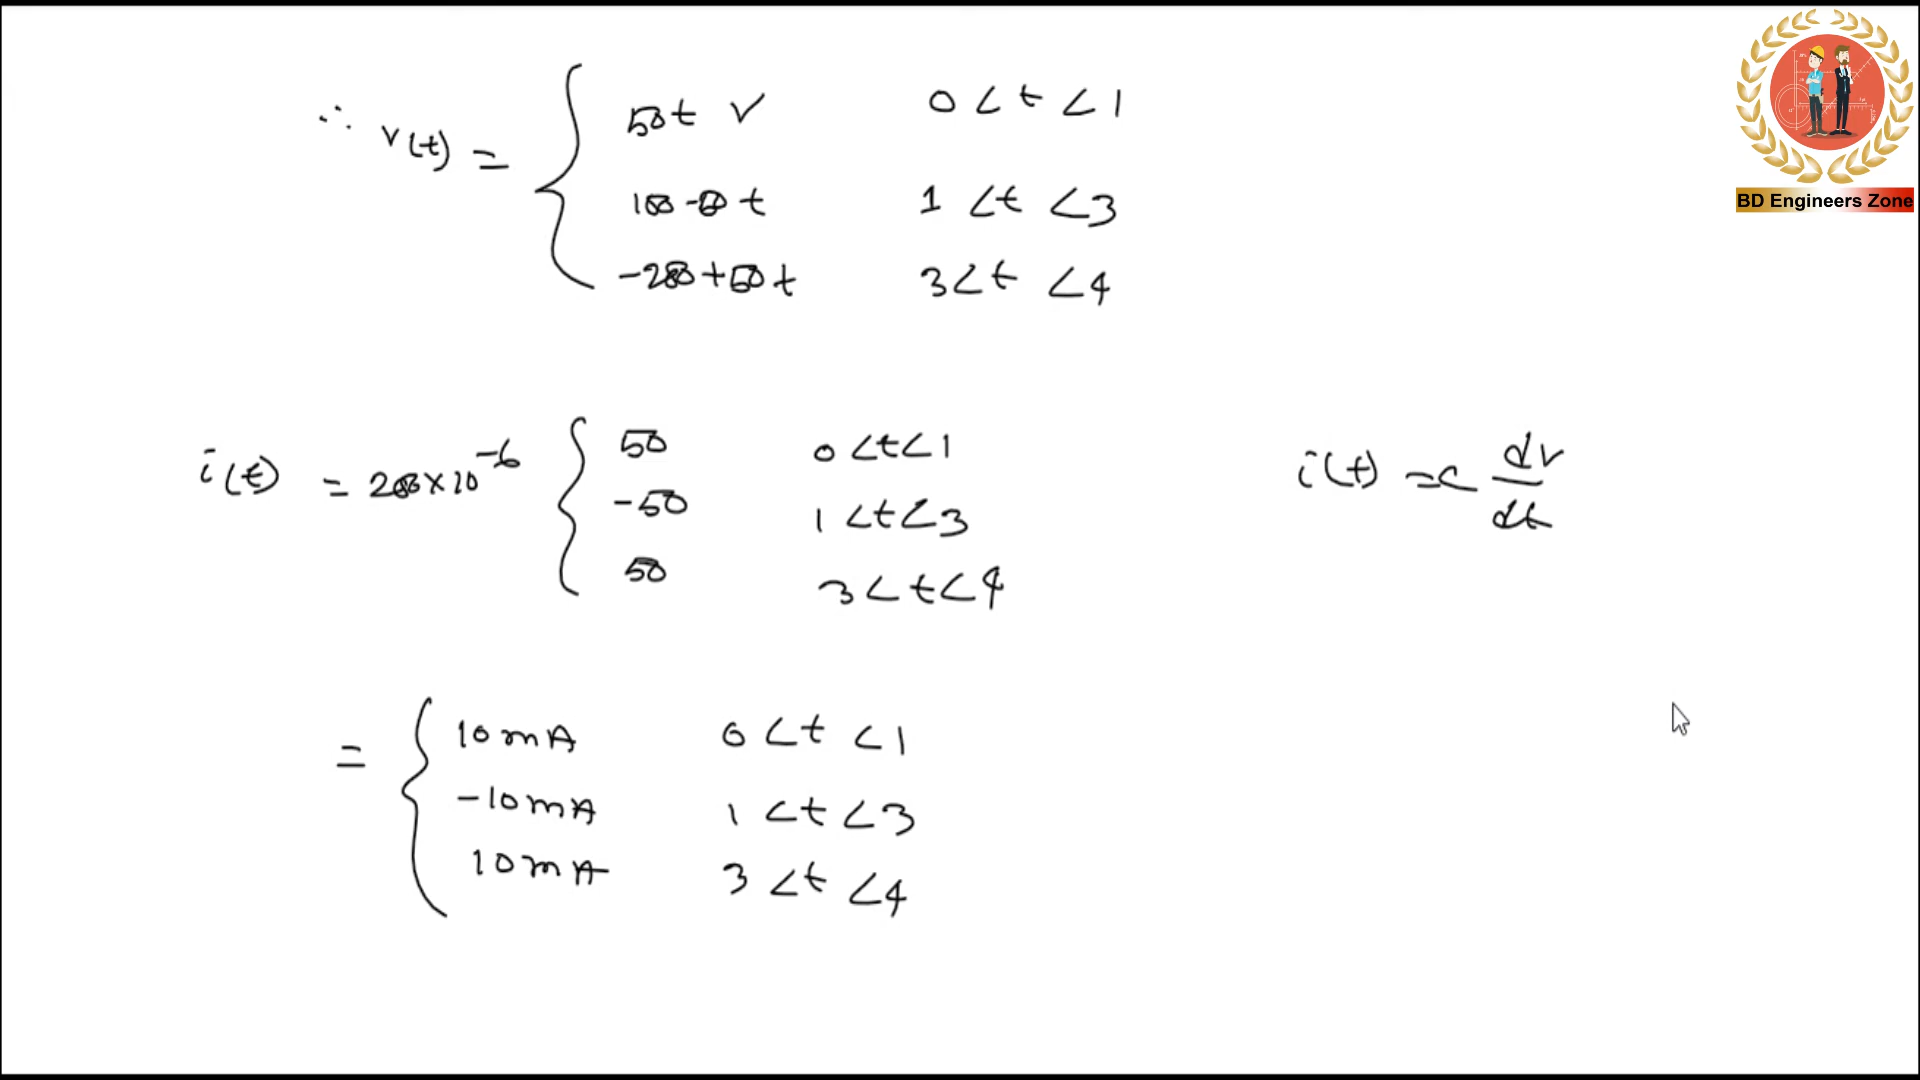 ∴ v(t) = { 50t V 0 < t < 1
100-50t 1 < t < 3
-200+50t 3 < t < 4
i(t) = 200×10^-6 { 50 0 < t < 1
-50 1 < t < 3
50 3 < t < 4
i(t) = C dv/dt
= { 10 mA 0 < t < 1
-10 mA 1 < t < 3
10 mA 3 < t < 4
BD Engineers Zone